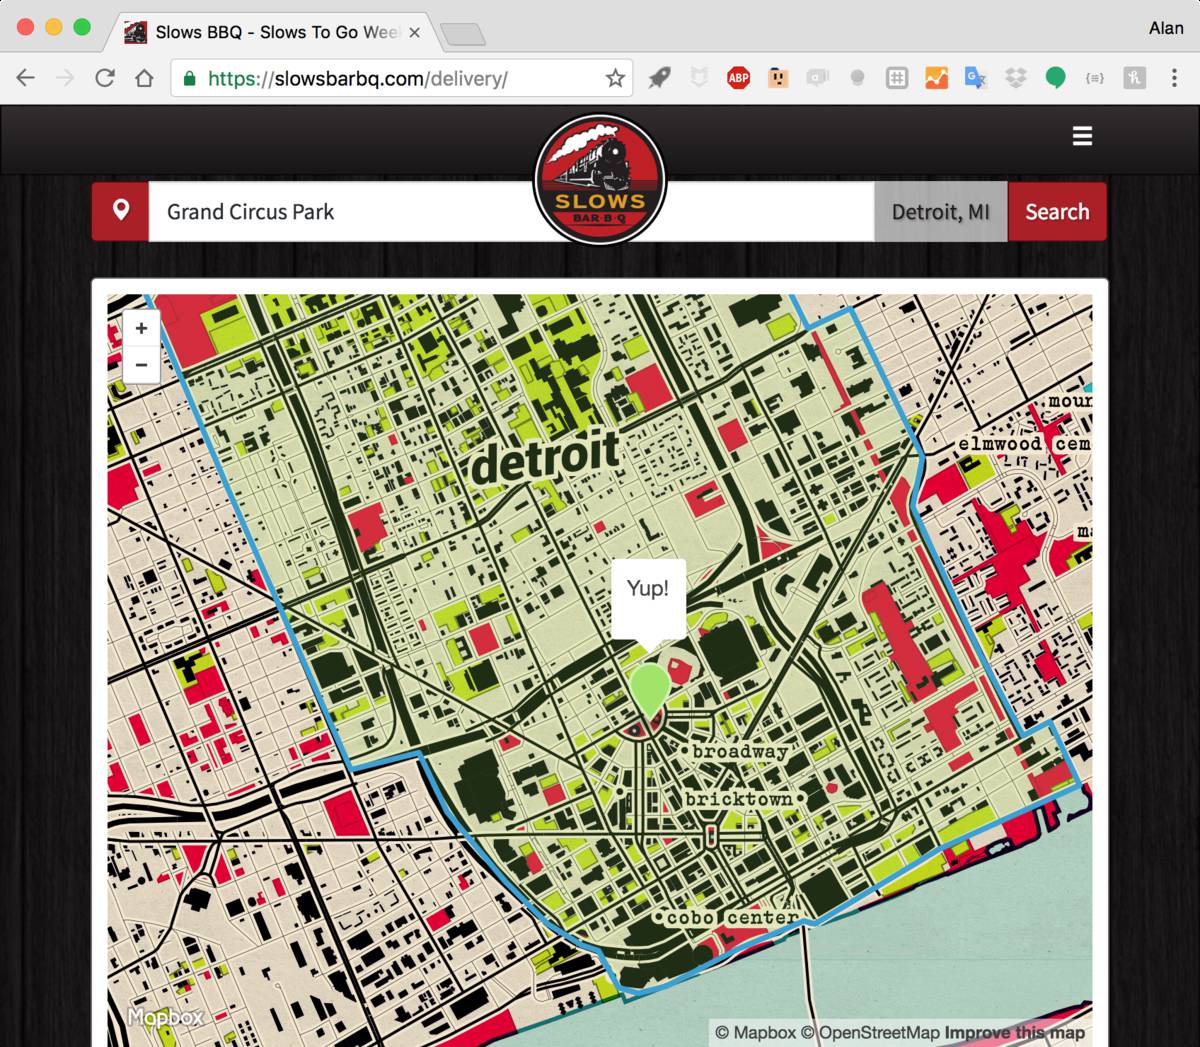 Slows BBQ - Slows To Go Wee
Alan
https://slowsbarbq.com/delivery/
ABP
SLOWS
BAR·B·Q
Grand Circus Park
Detroit, MI
Search
+
−
moun
elmwood cem
detroit
ma
Yup!
broadway
bricktown
cobo center
Mapbox
© Mapbox © OpenStreetMap Improve this map